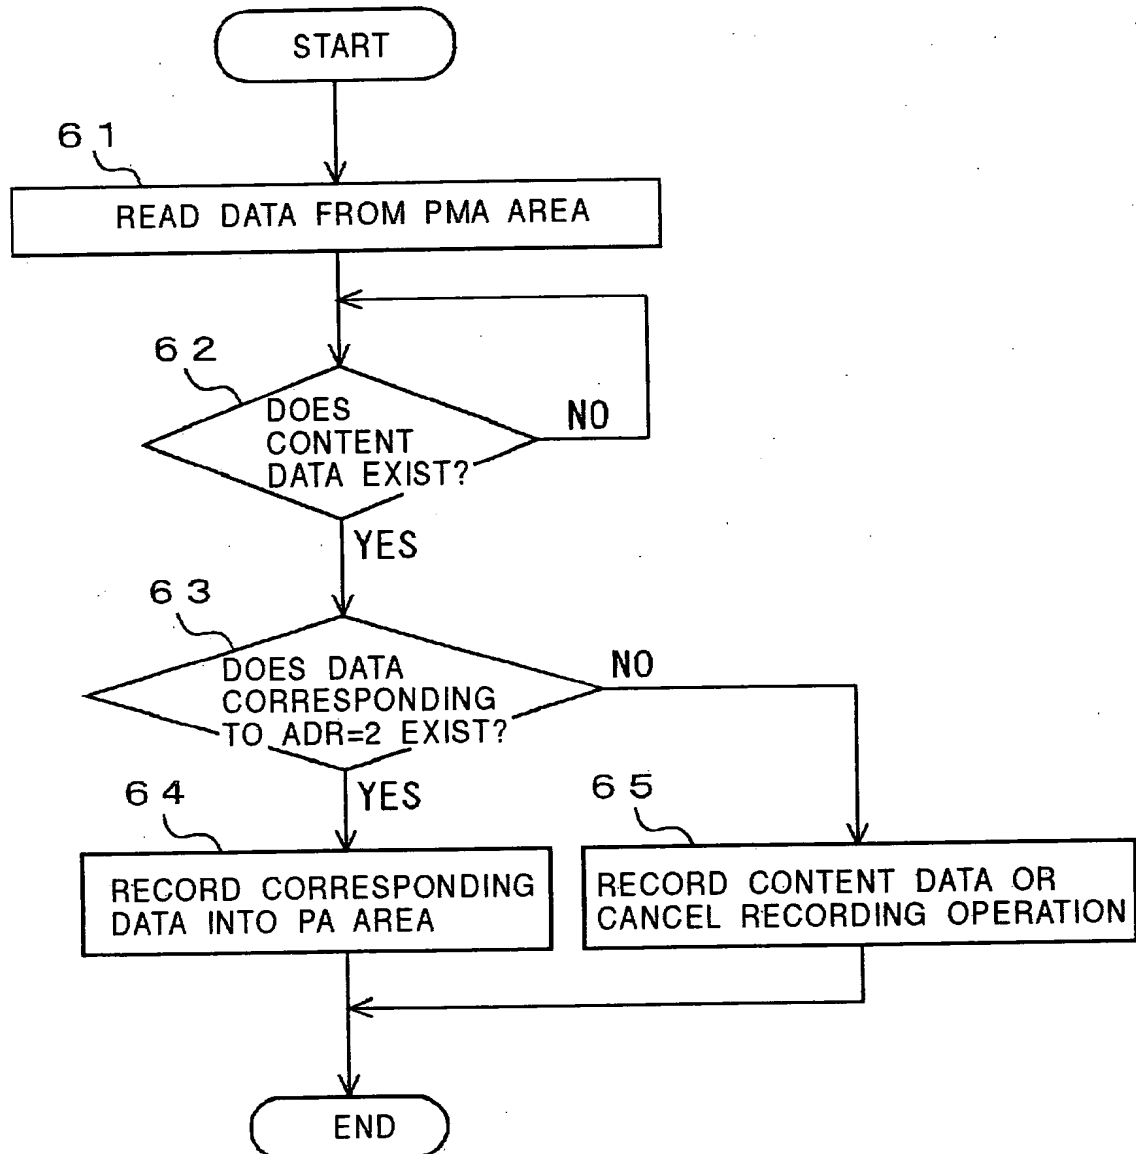 START
61
READ DATA FROM PMA AREA
62
DOES
CONTENT
DATA EXIST?
NO
YES
63
DOES DATA
CORRESPONDING
TO ADR=2 EXIST?
NO
YES
64
RECORD CORRESPONDING
DATA INTO PA AREA
65
RECORD CONTENT DATA OR
CANCEL RECORDING OPERATION
END